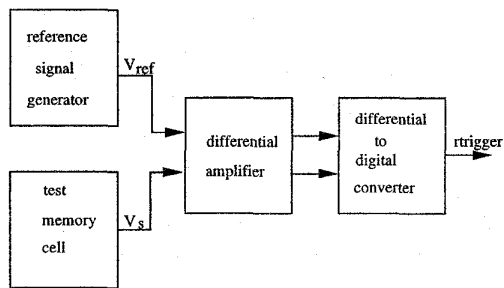 reference
signal
generator
V_ref
test
memory
cell
V_s
differential
amplifier
differential
to
digital
converter
rtrigger